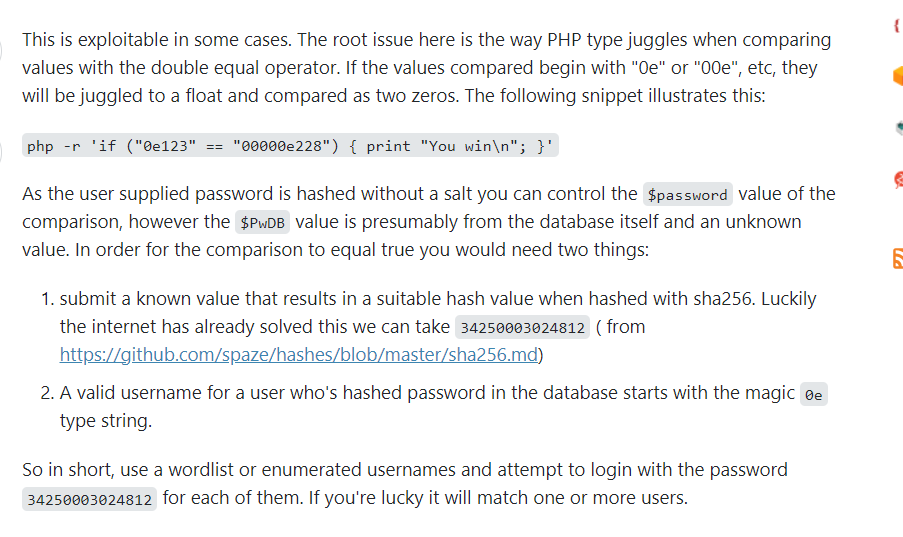 This is exploitable in some cases. The root issue here is the way PHP type juggles when comparing
values with the double equal operator. If the values compared begin with "0e" or "00e", etc, they
will be juggled to a float and compared as two zeros. The following snippet illustrates this:
php -r 'if ("0e123" == "00000e228") { print "You win\n"; }'
As the user supplied password is hashed without a salt you can control the $password value of the
comparison, however the $PwDB value is presumably from the database itself and an unknown
value. In order for the comparison to equal true you would need two things:
1. submit a known value that results in a suitable hash value when hashed with sha256. Luckily
the internet has already solved this we can take 34250003024812 ( from
https://github.com/spaze/hashes/blob/master/sha256.md)
2. A valid username for a user who's hashed password in the database starts with the magic 0e
type string.
So in short, use a wordlist or enumerated usernames and attempt to login with the password
34250003024812 for each of them. If you're lucky it will match one or more users.